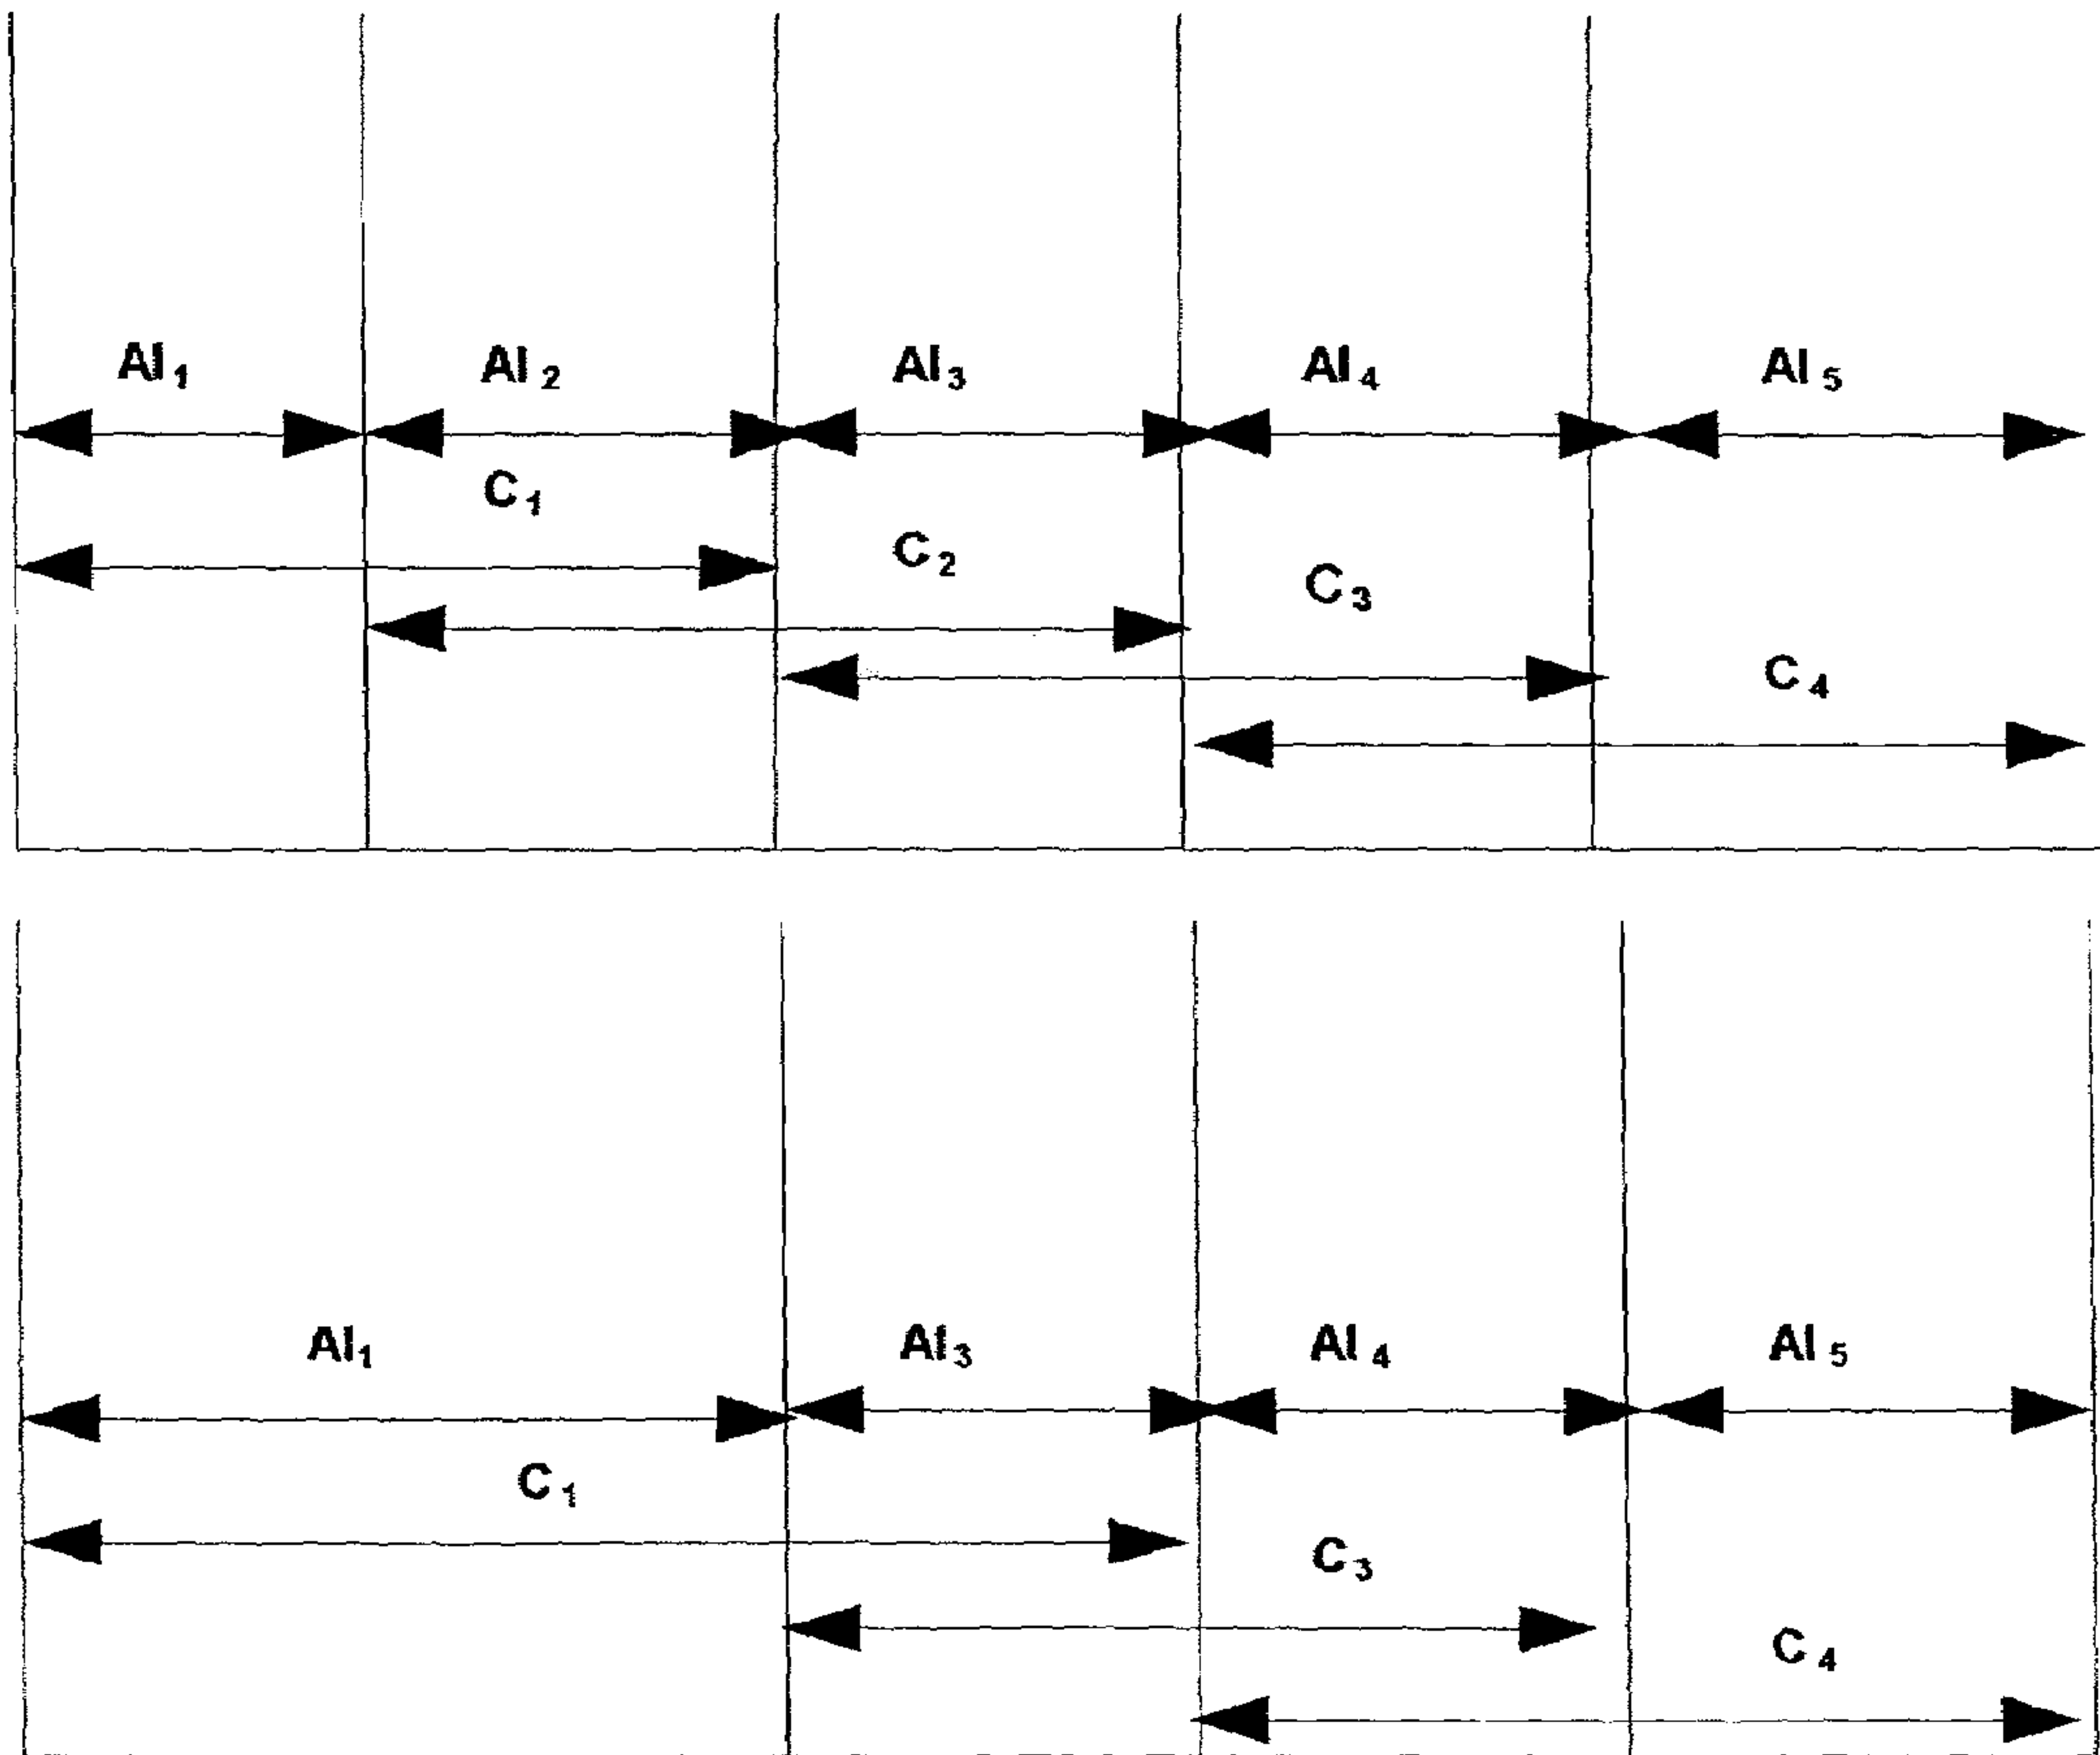 Al₁ Al₂ Al₃ Al₄ Al₅
C₁
C₂
C₃
C₄
Al₁ Al₃ Al₄ Al₅
C₁
C₃
C₄